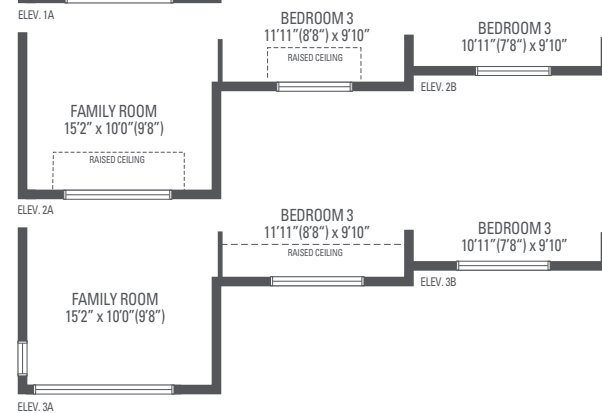 ELEV. 1A
BEDROOM 3
11'11"(8'8") x 9'10"
RAISED CEILING
BEDROOM 3
10'11"(7'8") x 9'10"
ELEV. 2B
FAMILY ROOM
15'2" x 10'0"(9'8")
RAISED CEILING
ELEV. 2A
BEDROOM 3
11'11"(8'8") x 9'10"
RAISED CEILING
BEDROOM 3
10'11"(7'8") x 9'10"
ELEV. 3B
FAMILY ROOM
15'2" x 10'0"(9'8")
ELEV. 3A